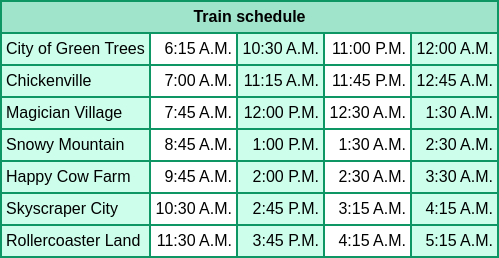 Train schedule
City of Green Trees 6:15 A.M. 10:30 A.M. 11:00 P.M. 12:00 A.M.
Chickenville 7:00 A.M. 11:15 A.M. 11:45 P.M. 12:45 A.M.
Magician Village 7:45 A.M. 12:00 P.M. 12:30 A.M. 1:30 A.M.
Snowy Mountain 8:45 A.M. 1:00 P.M. 1:30 A.M. 2:30 A.M.
Happy Cow Farm 9:45 A.M. 2:00 P.M. 2:30 A.M. 3:30 A.M.
Skyscraper City 10:30 A.M. 2:45 P.M. 3:15 A.M. 4:15 A.M.
Rollercoaster Land 11:30 A.M. 3:45 P.M. 4:15 A.M. 5:15 A.M.